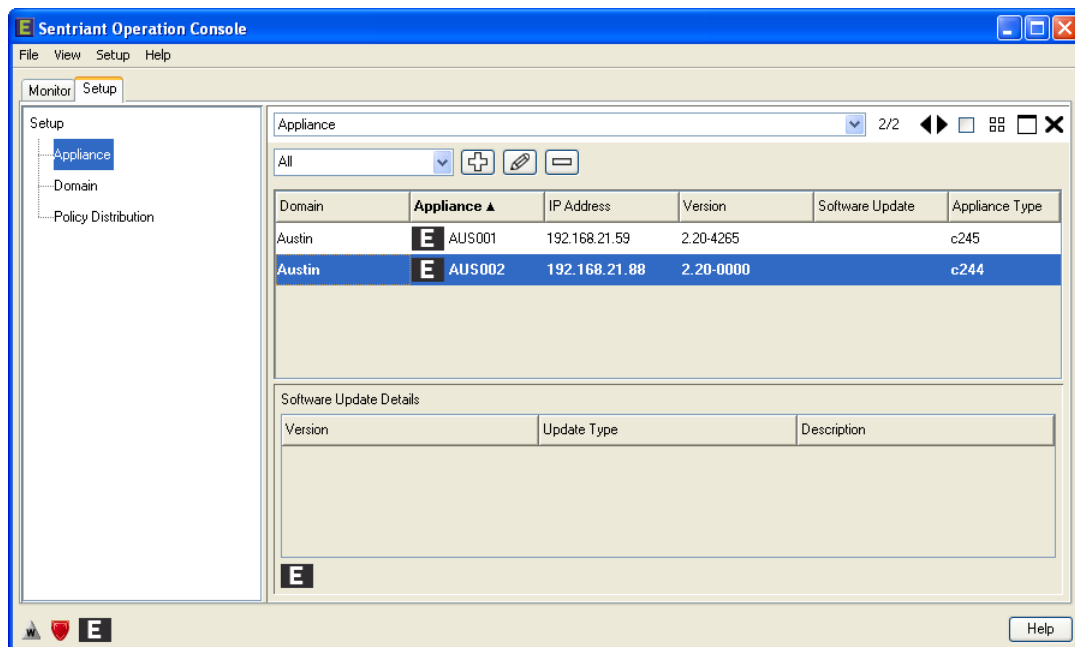 E Sentriant Operation Console
File View Setup Help
Monitor Setup
Setup
Appliance
Domain
Policy Distribution
Appliance 2/2
All
Domain Appliance ▲ IP Address Version Software Update Appliance Type
Austin E AUS001 192.168.21.59 2.20-4265 c245
Austin E AUS002 192.168.21.88 2.20-0000 c244
Software Update Details
Version Update Type Description
E
W E Help